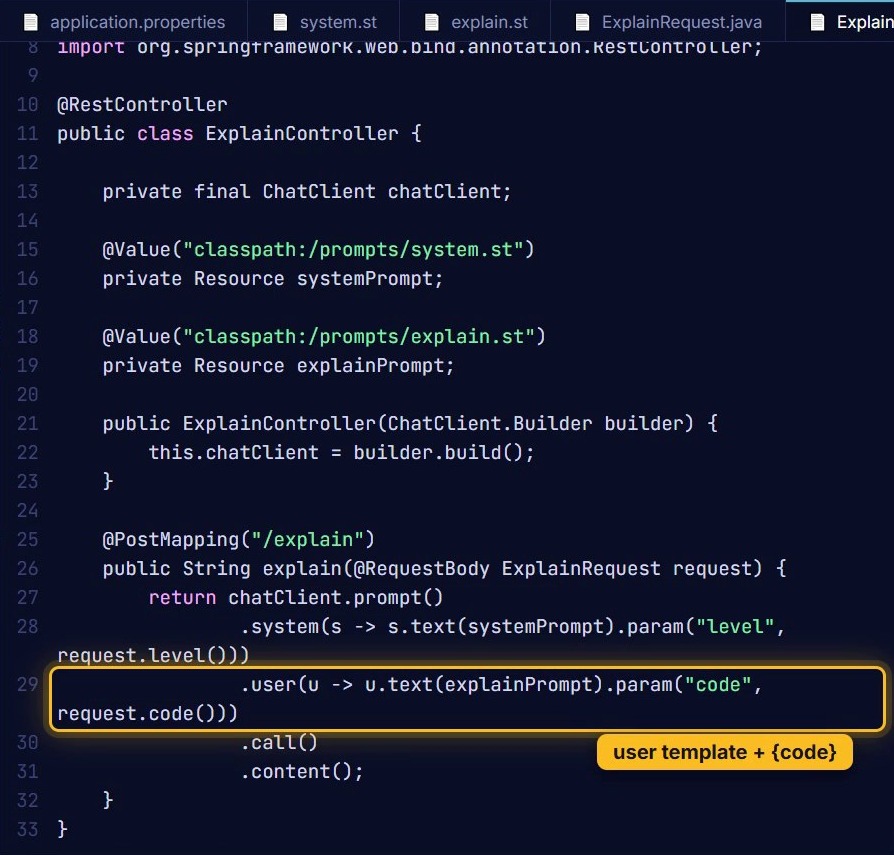 application.properties
system.st
explain.st
ExplainRequest.java
Explain
8 import org.springframework.web.bind.annotation.RestController;
9
10 @RestController
11 public class ExplainController {
12
13     private final ChatClient chatClient;
14
15     @Value("classpath:/prompts/system.st")
16     private Resource systemPrompt;
17
18     @Value("classpath:/prompts/explain.st")
19     private Resource explainPrompt;
20
21     public ExplainController(ChatClient.Builder builder) {
22         this.chatClient = builder.build();
23     }
24
25     @PostMapping("/explain")
26     public String explain(@RequestBody ExplainRequest request) {
27         return chatClient.prompt()
28                 .system(s -> s.text(systemPrompt).param("level",
request.level()))
29                 .user(u -> u.text(explainPrompt).param("code",
request.code()))
30                 .call()
user template + {code}
31                 .content();
32     }
33 }